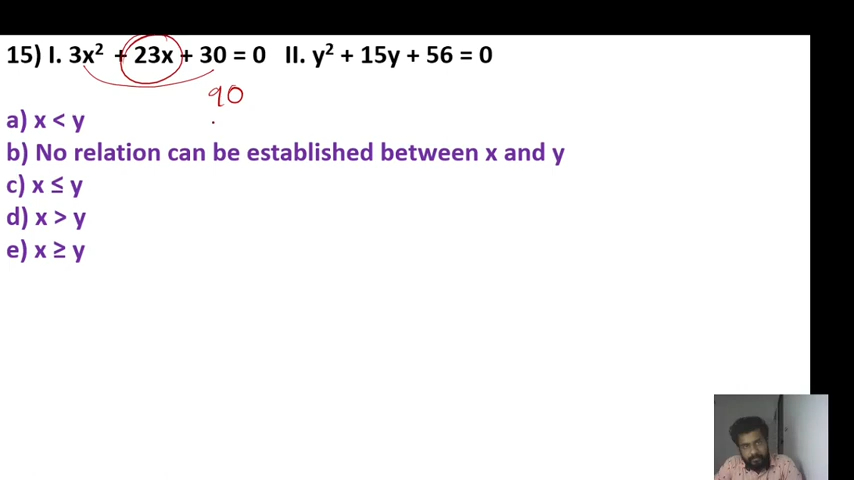 15) I. 3x² + 23x + 30 = 0 II. y² + 15y + 56 = 0
90
a) x < y
b) No relation can be established between x and y
c) x ≤ y
d) x > y
e) x ≥ y